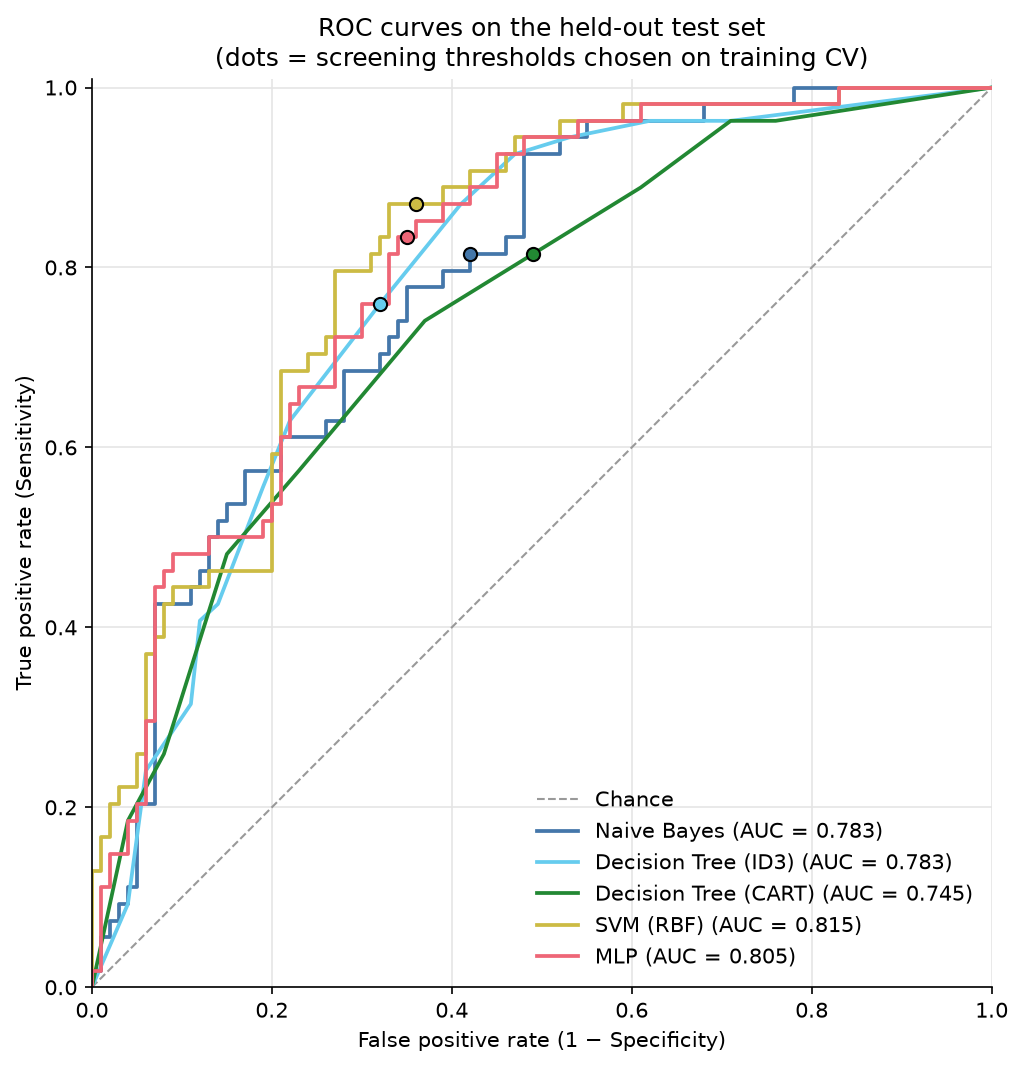 ROC curves on the held-out test set
(dots = screening thresholds chosen on training CV)
True positive rate (Sensitivity)
1.0
0.8
0.6
0.4
0.2
0.0
Chance
Naive Bayes (AUC = 0.783)
Decision Tree (ID3) (AUC = 0.783)
Decision Tree (CART) (AUC = 0.745)
SVM (RBF) (AUC = 0.815)
MLP (AUC = 0.805)
0.0 0.2 0.4 0.6 0.8 1.0
False positive rate (1 − Specificity)